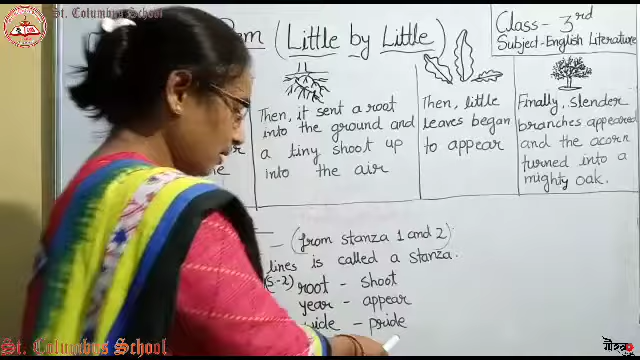 St. Columbus School
Poem (Little by Little)
Class- 3rd
Subject-English Literature
Then, it sent a root
into the ground and
a tiny shoot up
into the air
Then, little
leaves began
to appear
Finally, slender
branches appeared
and the acorn
turned into a
mighty oak.
(from stanza 1 and 2)
lines is called a stanza.
(S-2) root - shoot
year - appear
- pride
St. Columbus School